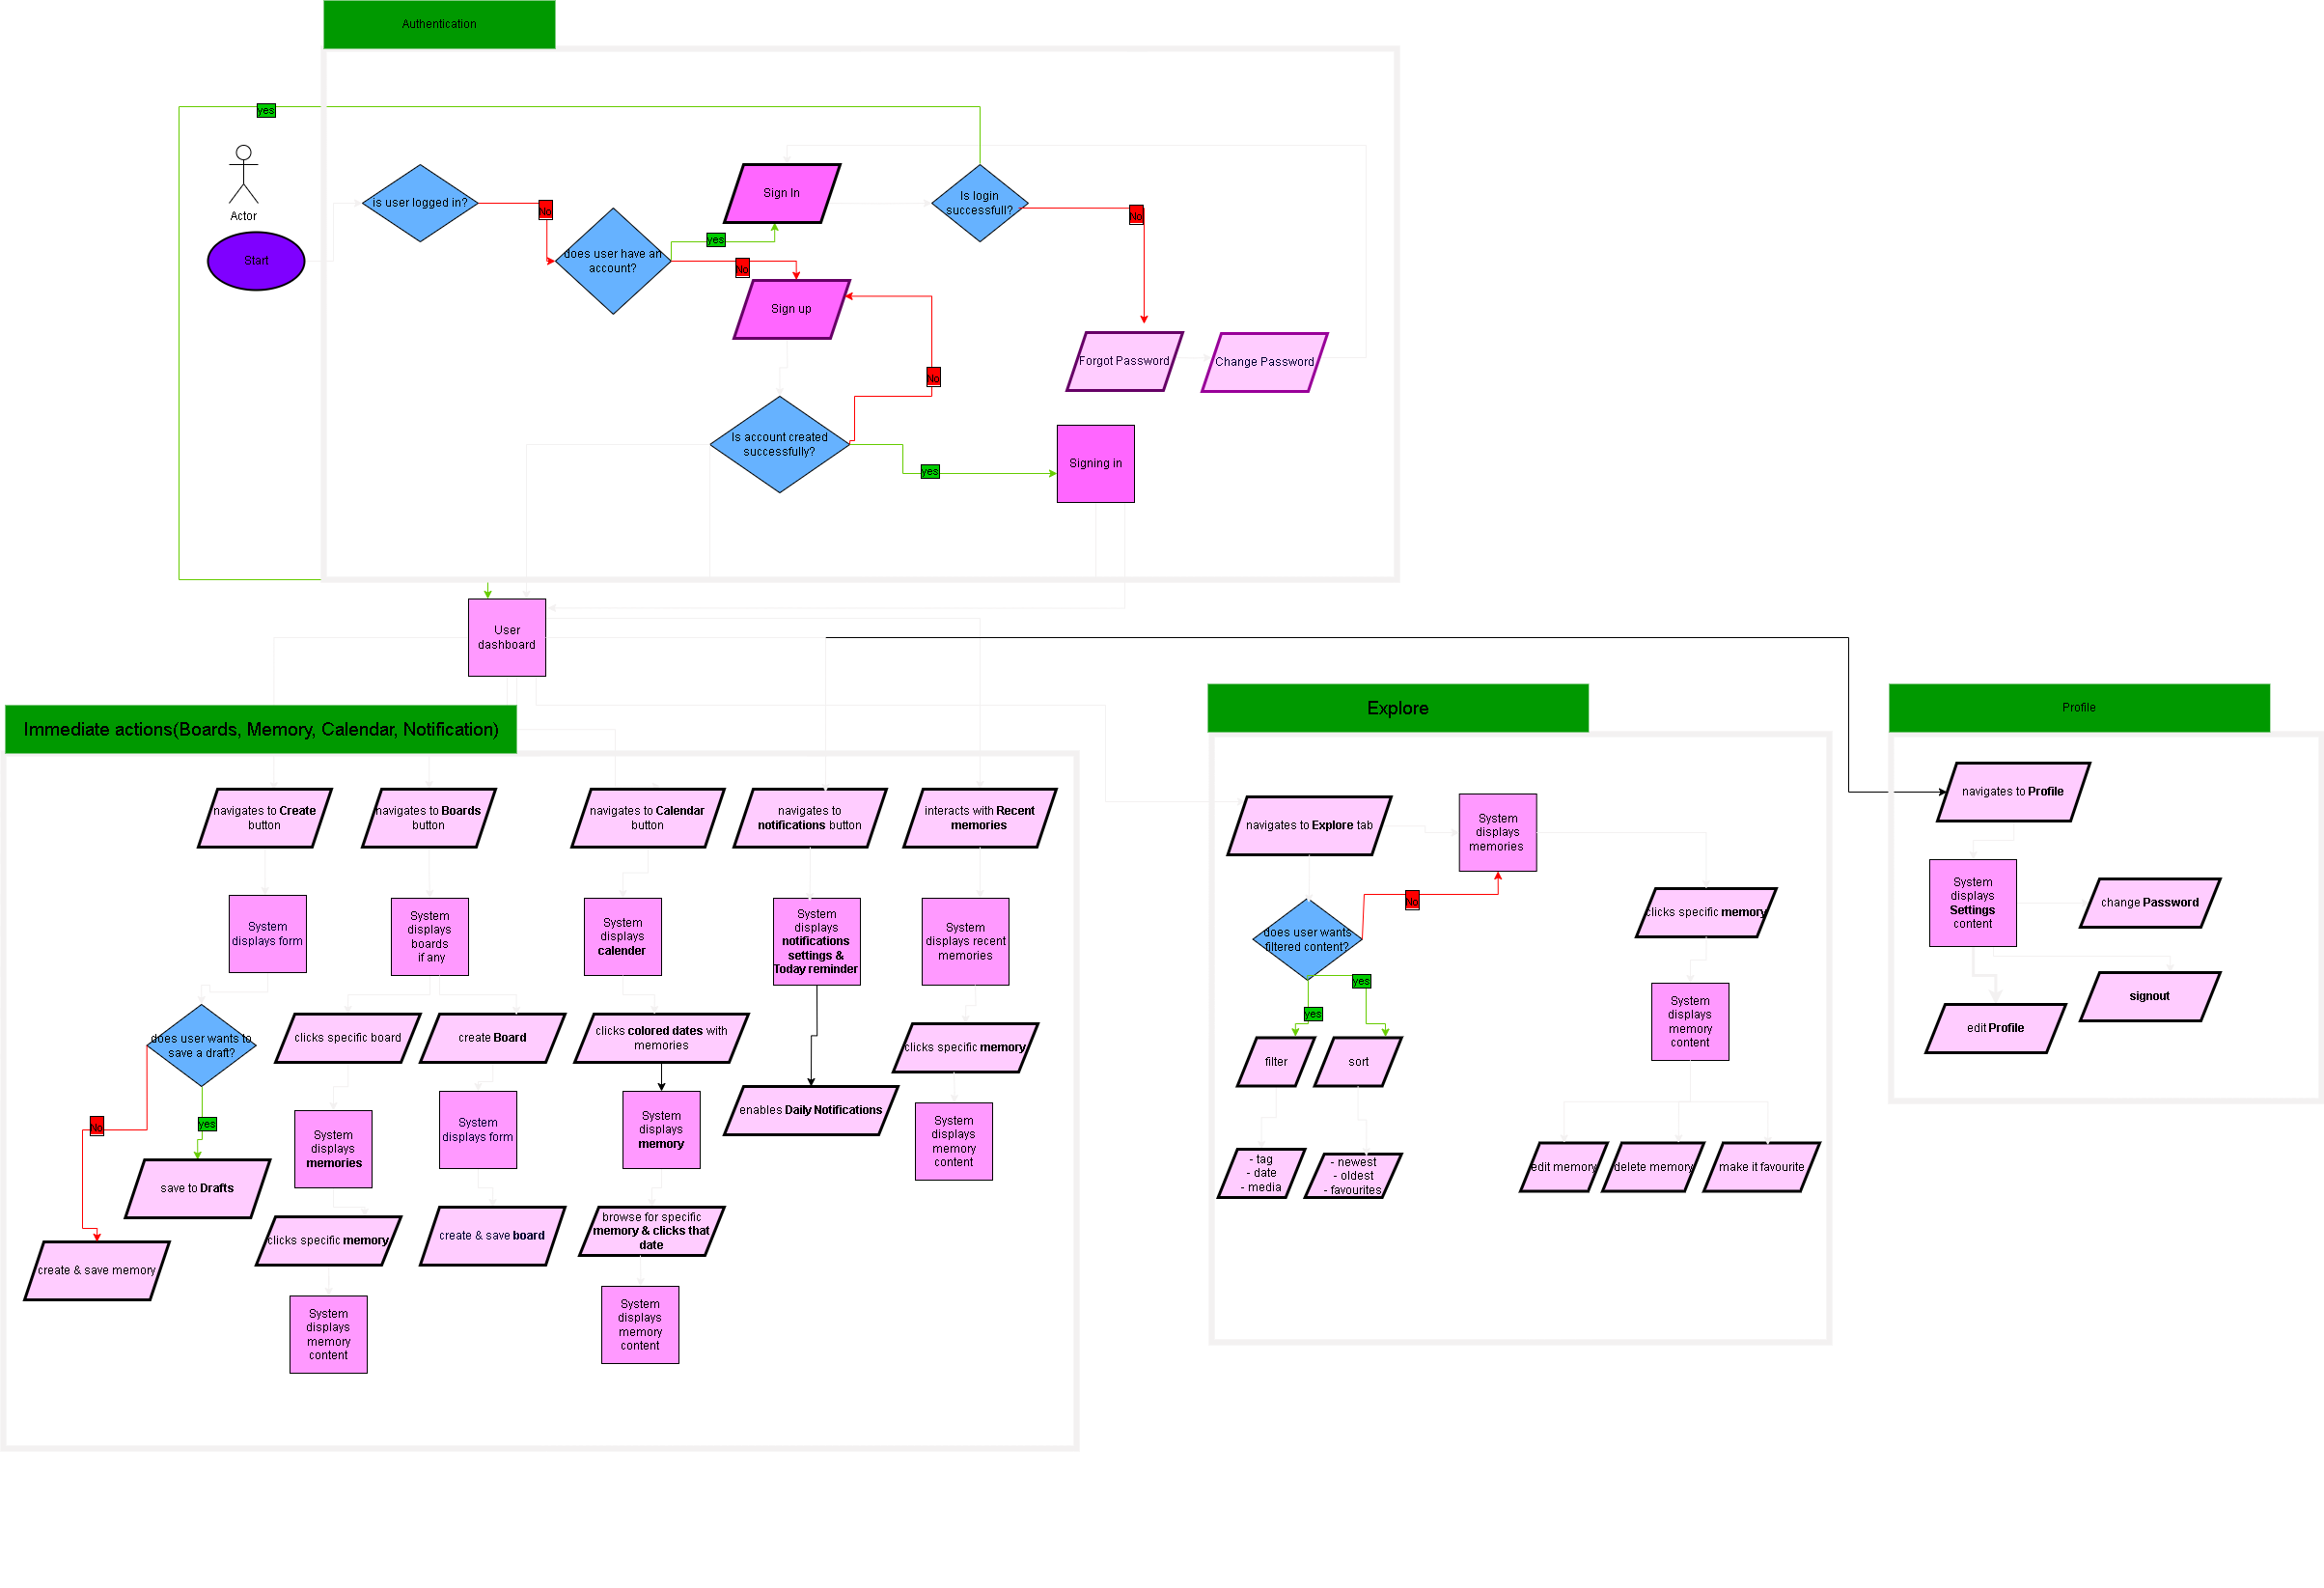 Authentication
yes
Actor
Start
is user logged in?
No
does user have an
account?
yes
Sign In
No
Sign up
Is login
successfull?
No
Forgot Password
Change Password
No
Is account created
successfully?
yes
Signing in
User
dashboard
Immediate actions(Boards, Memory, Calendar, Notification)
navigates to Create
button
navigates to Boards
button
navigates to Calendar
button
navigates to
notifications button
interacts with Recent
memories
System
displays form
System
displays
boards
if any
System
displays
calender
System
displays
notifications
settings &
Today reminder
System
displays recent
memories
does user wants to
save a draft?
clicks specific board
create Board
clicks colored dates with
memories
clicks specific memory
No
yes
System
displays
memories
System
displays form
System
displays
memory
enables Daily Notifications
System
displays
memory
content
save to Drafts
create & save memory
clicks specific memory
create & save board
browse for specific
memory & clicks that
date
System
displays
memory
content
System
displays
memory
content
Explore
navigates to Explore tab
System
displays
memories
No
does user wants
filtered content?
clicks specific memory
yes
yes
filter
sort
System
displays
memory
content
- tag
- date
- media
- newest
- oldest
- favourites
edit memory
delete memory
make it favourite
Profile
navigates to Profile
System
displays
Settings
content
change Password
signout
edit Profile